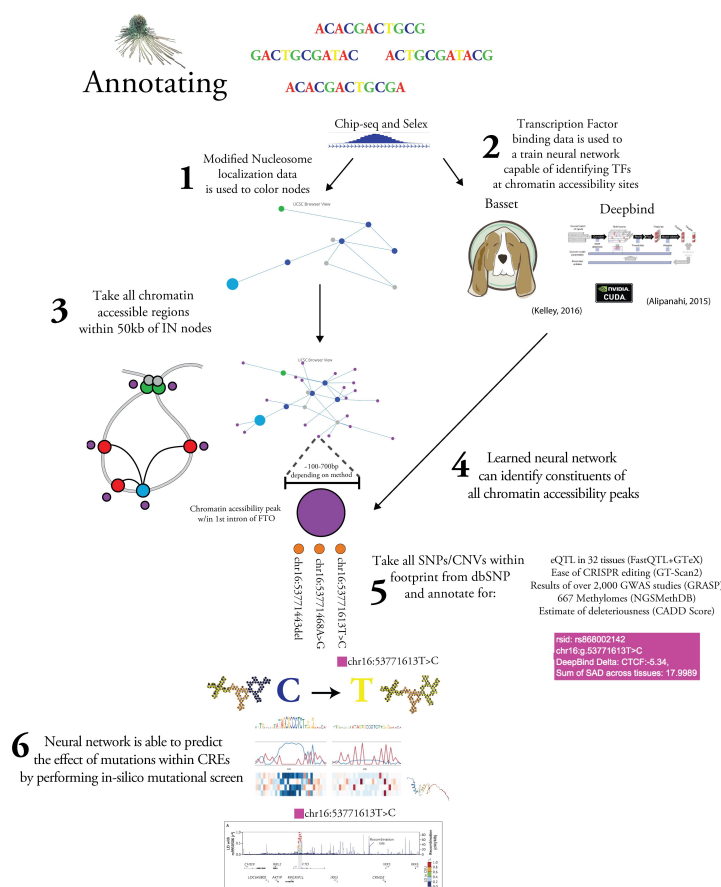 Annotating
ACACGACTGCG
GACTGCGATAC ACTGCGATACG
ACACGACTGCGA
Chip-seq and Selex
1
Modified Nucleosome
localization data
is used to color nodes
2
Transcription Factor
binding data is used to
a train neural network
capable of identifying TFs
at chromatin accessibility sites
Basset
Deepbind
UCSC Browser View
NVIDIA.
CUDA.
(Kelley, 2016)
(Alipanahi, 2015)
3
Take all chromatin
accessible regions
within 50kb of IN nodes
UCSC Browser View
~100-700bp
depending on method
Chromatin acessibility peak
w/in 1st intron of FTO
4
Learned neural network
can identify constituents of
all chromatin accessibility peaks
chr16:53771443del
chr16:53771468A>G
chr16:53771613T>C
5
Take all SNPs/CNVs within
footprint from dbSNP
and annotate for:
eQTL in 32 tissues (FastQTL+GTeX)
Ease of CRISPR editing (GT-Scan2)
Results of over 2,000 GWAS studies (GRASP)
667 Methylomes (NGSMethDB)
Estimate of deleteriousness (CADD Score)
rsid: rs868002142
chr16:g.53771613T>C
DeepBind Delta: CTCF:-5.34,
Sum of SAD across tissues: 17.9989
chr16:53771613T>C
C T
6
Neural network is able to predict
the effect of mutations within CREs
by performing in-silico mutational screen
chr16:53771613T>C
A